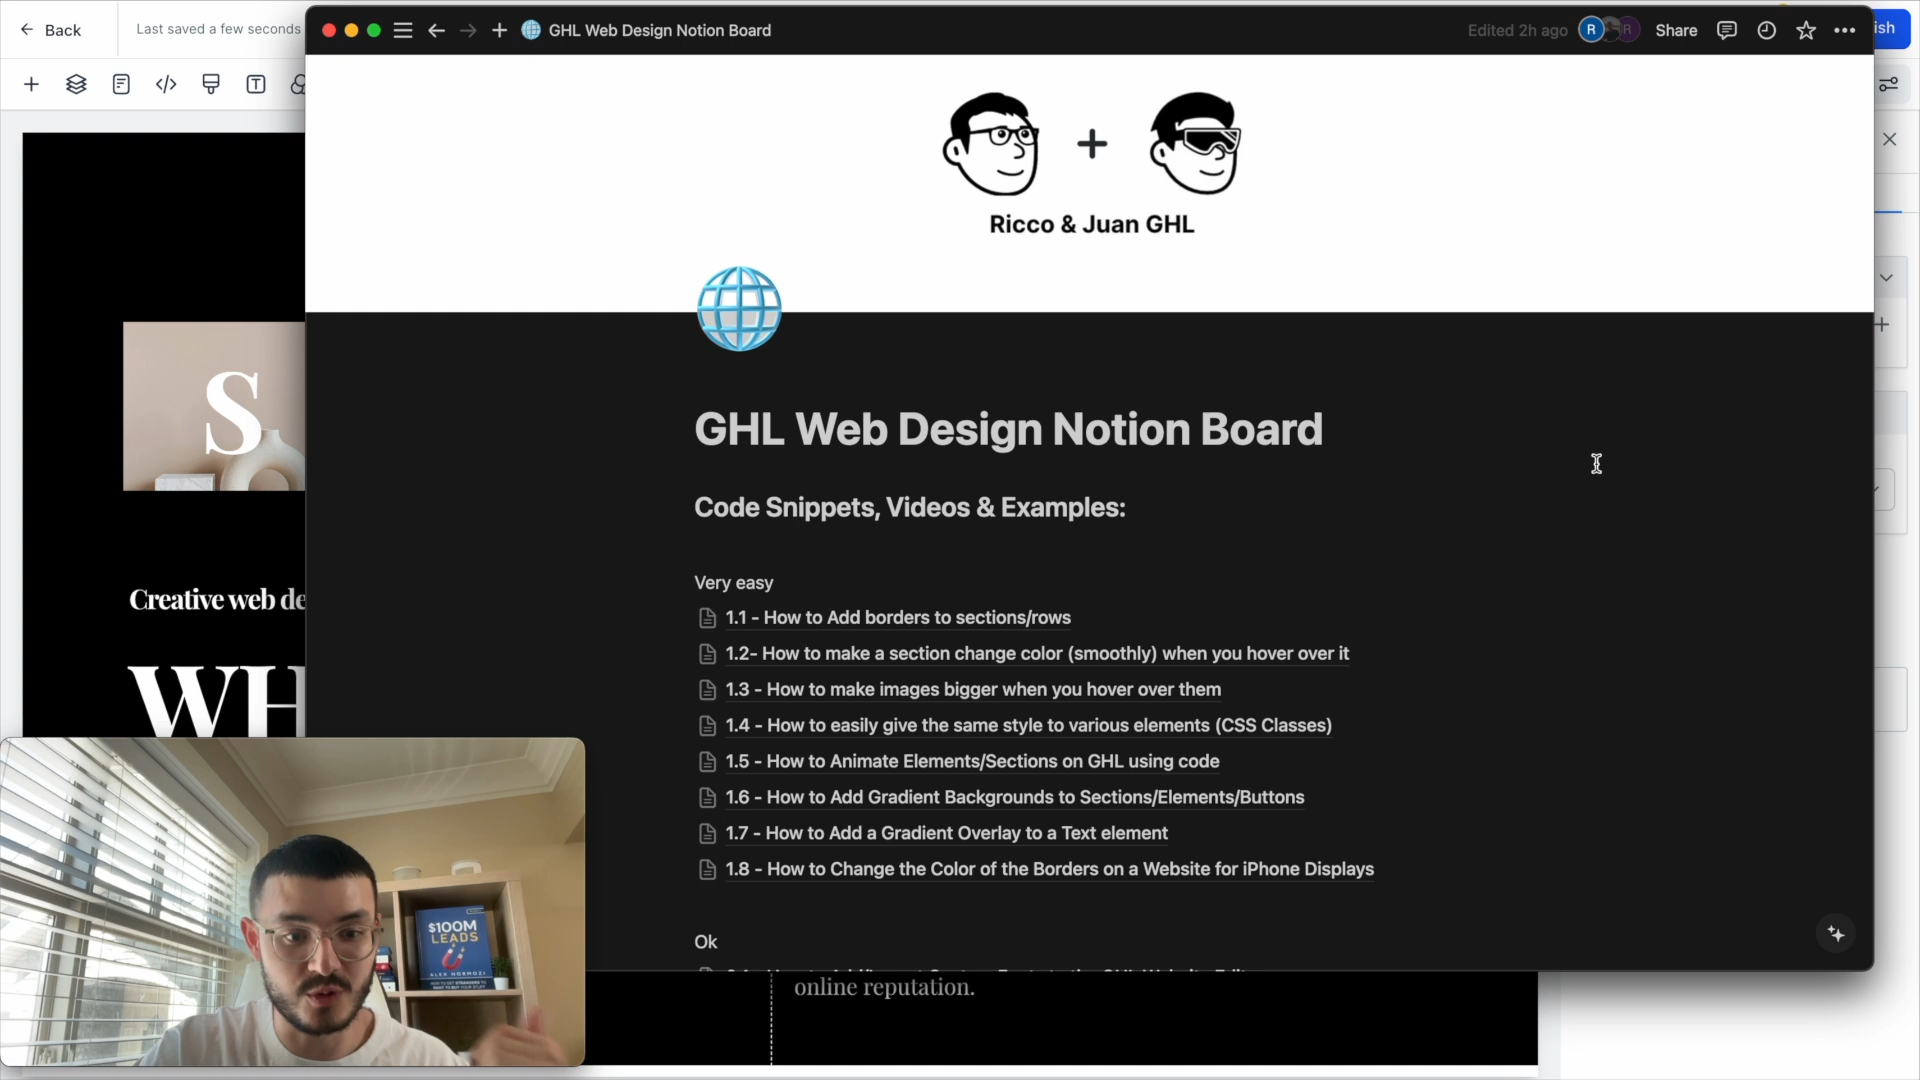 Back
Last saved a few seconds
GHL Web Design Notion Board
Edited 2h ago
R
R
Share
ish
Ricco & Juan GHL
GHL Web Design Notion Board
Code Snippets, Videos & Examples:
Very easy
1.1 - How to Add borders to sections/rows
1.2- How to make a section change color (smoothly) when you hover over it
1.3 - How to make images bigger when you hover over them
1.4 - How to easily give the same style to various elements (CSS Classes)
1.5 - How to Animate Elements/Sections on GHL using code
1.6 - How to Add Gradient Backgrounds to Sections/Elements/Buttons
1.7 - How to Add a Gradient Overlay to a Text element
1.8 - How to Change the Color of the Borders on a Website for iPhone Displays
Ok
S
Creative web de
WH
online reputation.
$100M
LEADS
ALEX HORMOZI